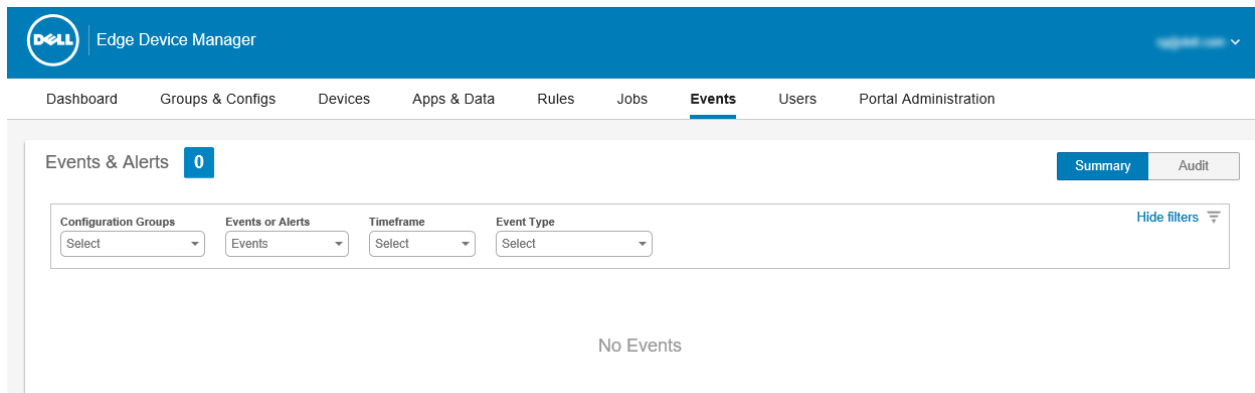 DELL
Edge Device Manager
Dashboard Groups & Configs Devices Apps & Data Rules Jobs Events Users Portal Administration
Events & Alerts 0
Summary Audit
Configuration Groups Events or Alerts Timeframe Event Type
Hide filters
Select Events Select Select
No Events